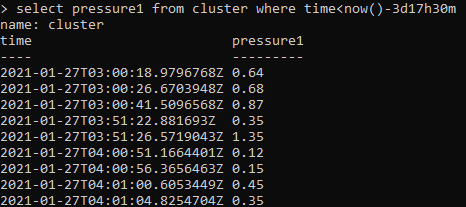 > select pressure1 from cluster where time<now()-3d17h30m
name: cluster
time pressure1
---- ---------
2021-01-27T03:00:18.9796768Z 0.64
2021-01-27T03:00:26.6703948Z 0.68
2021-01-27T03:00:41.5096568Z 0.87
2021-01-27T03:51:22.881693Z 0.35
2021-01-27T03:51:26.5719043Z 1.35
2021-01-27T04:00:51.1664401Z 0.12
2021-01-27T04:00:56.3656463Z 0.15
2021-01-27T04:01:00.6053449Z 0.45
2021-01-27T04:01:04.8254704Z 0.35